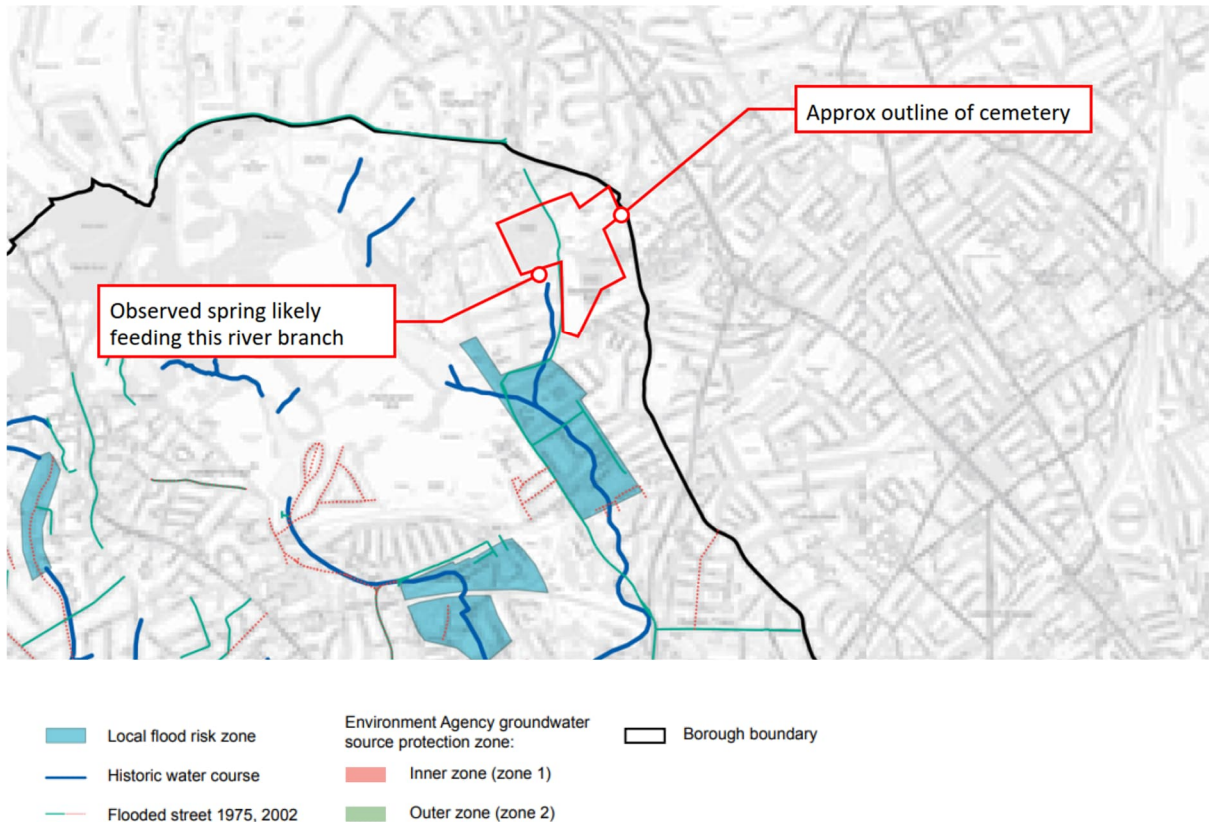 Approx outline of cemetery
Observed spring likely
feeding this river branch
Local flood risk zone
Historic water course
Flooded street 1975, 2002
Environment Agency groundwater
source protection zone:
Inner zone (zone 1)
Outer zone (zone 2)
Borough boundary